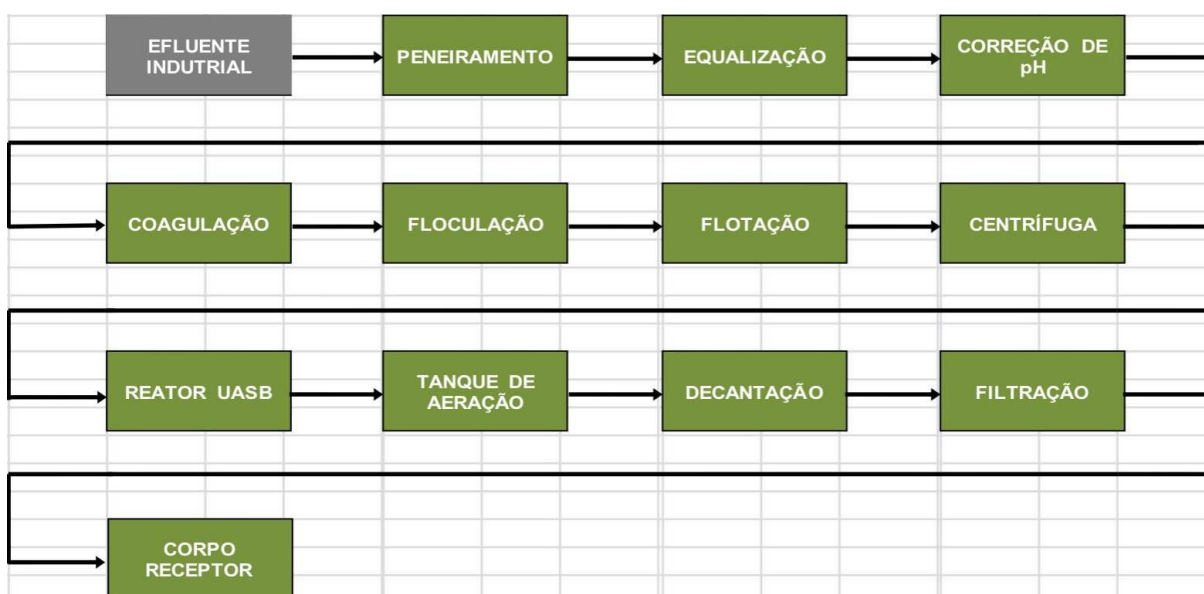 EFLUENTE
INDUTRIAL
PENEIRAMENTO
EQUALIZAÇÃO
CORREÇÃO DE
pH
COAGULAÇÃO
FLOCULAÇÃO
FLOTAÇÃO
CENTRÍFUGA
REATOR UASB
TANQUE DE
AERAÇÃO
DECANTAÇÃO
FILTRAÇÃO
CORPO
RECEPTOR